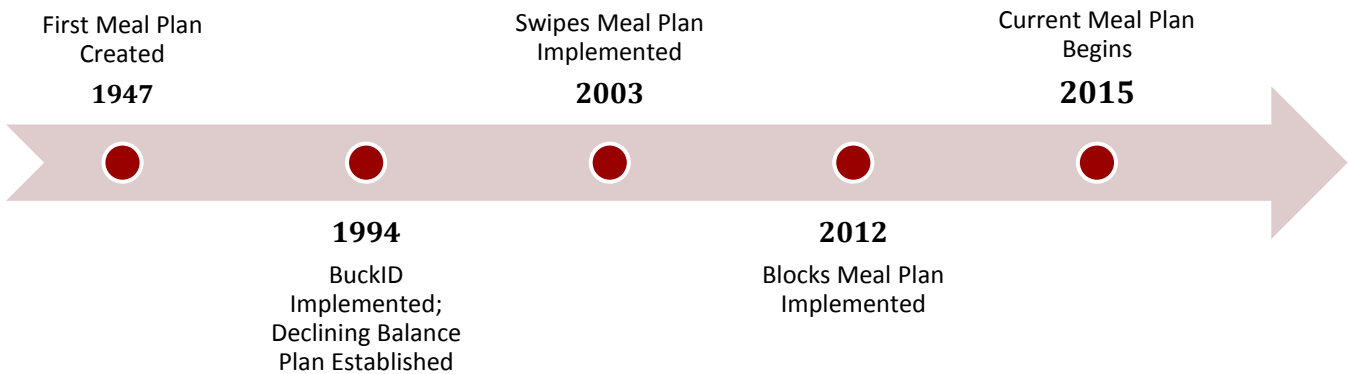 First Meal Plan
Created
1947
1994
BuckID
Implemented;
Declining Balance
Plan Established
Swipes Meal Plan
Implemented
2003
2012
Blocks Meal Plan
Implemented
Current Meal Plan
Begins
2015